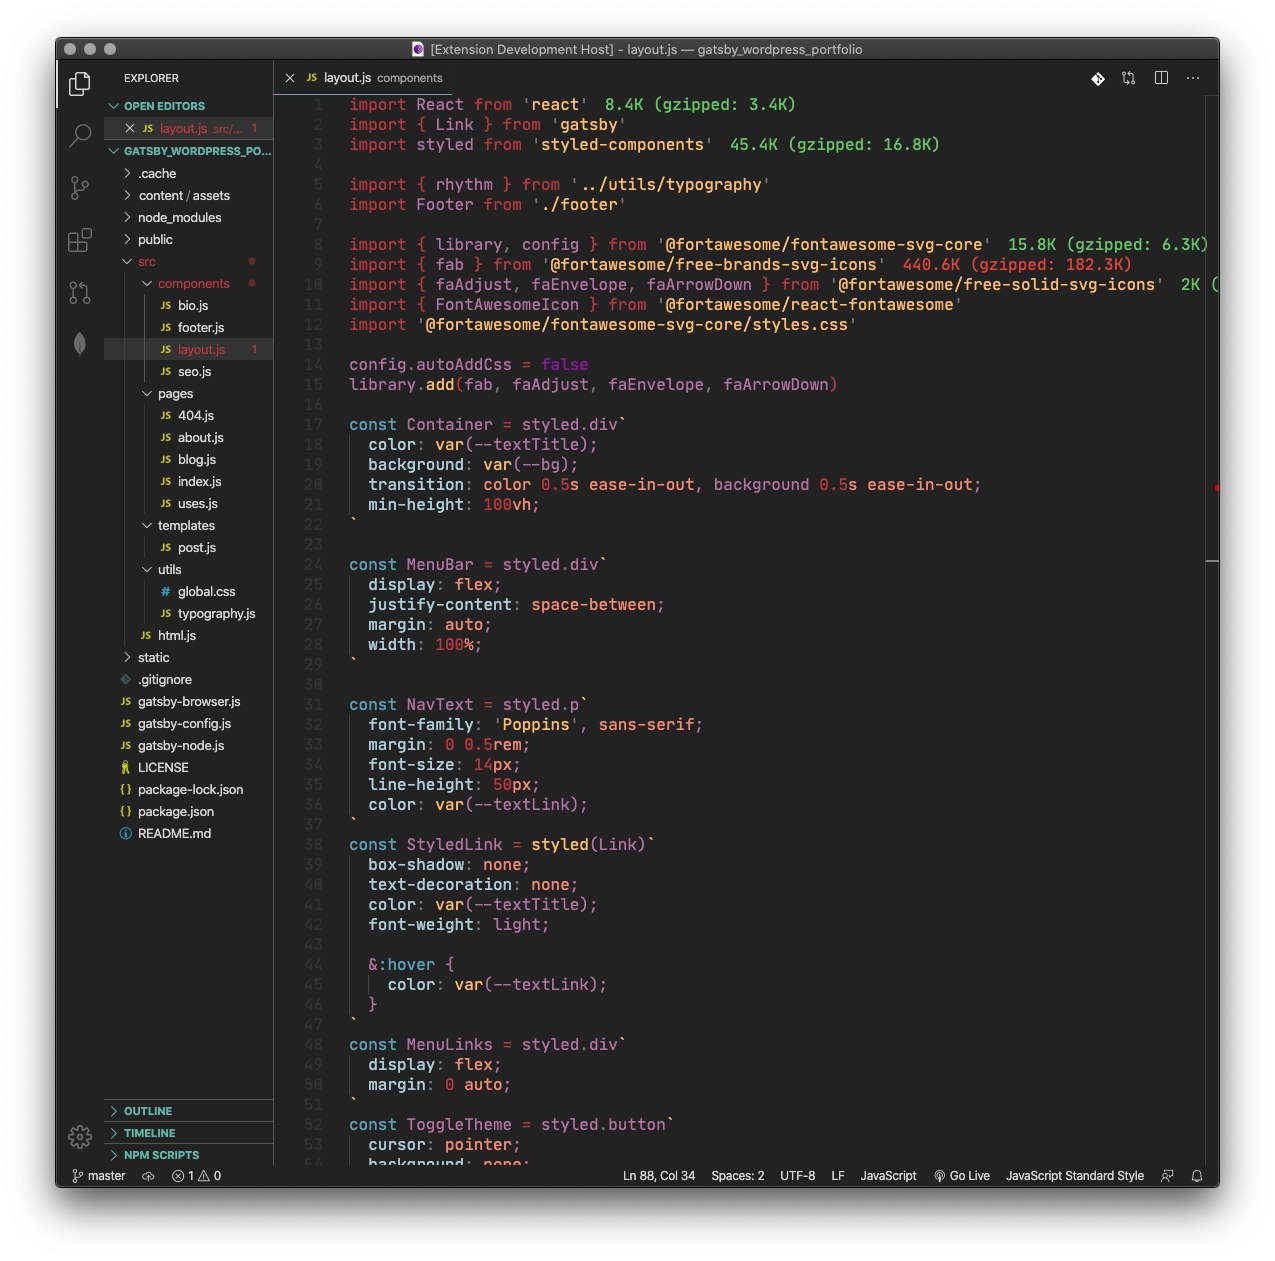 [Extension Development Host] - layout.js — gatsby_wordpress_portfolio
EXPLORER
OPEN EDITORS
JS layout.js src/... 1
GATSBY_WORDPRESS_PO...
.cache
content / assets
node_modules
public
src
components
JS bio.js
JS footer.js
JS layout.js 1
JS seo.js
pages
JS 404.js
JS about.js
JS blog.js
JS index.js
JS uses.js
templates
JS post.js
utils
# global.css
JS typography.js
JS html.js
static
.gitignore
JS gatsby-browser.js
JS gatsby-config.js
JS gatsby-node.js
LICENSE
{} package-lock.json
{} package.json
README.md
OUTLINE
TIMELINE
NPM SCRIPTS
JS layout.js components
1 import React from 'react' 8.4K (gzipped: 3.4K)
2 import { Link } from 'gatsby'
3 import styled from 'styled-components' 45.4K (gzipped: 16.8K)
4
5 import { rhythm } from '../utils/typography'
6 import Footer from './footer'
7
8 import { library, config } from '@fortawesome/fontawesome-svg-core' 15.8K (gzipped: 6.3K)
9 import { fab } from '@fortawesome/free-brands-svg-icons' 440.6K (gzipped: 182.3K)
10 import { faAdjust, faEnvelope, faArrowDown } from '@fortawesome/free-solid-svg-icons' 2K (
11 import { FontAwesomeIcon } from '@fortawesome/react-fontawesome'
12 import '@fortawesome/fontawesome-svg-core/styles.css'
13
14 config.autoAddCss = false
15 library.add(fab, faAdjust, faEnvelope, faArrowDown)
16
17 const Container = styled.div`
18 color: var(--textTitle);
19 background: var(--bg);
20 transition: color 0.5s ease-in-out, background 0.5s ease-in-out;
21 min-height: 100vh;
22 `
23
24 const MenuBar = styled.div`
25 display: flex;
26 justify-content: space-between;
27 margin: auto;
28 width: 100%;
29 `
30
31 const NavText = styled.p`
32 font-family: 'Poppins', sans-serif;
33 margin: 0 0.5rem;
34 font-size: 14px;
35 line-height: 50px;
36 color: var(--textLink);
37 `
38 const StyledLink = styled(Link)`
39 box-shadow: none;
40 text-decoration: none;
41 color: var(--textTitle);
42 font-weight: light;
43
44 &:hover {
45 color: var(--textLink);
46 }
47 `
48 const MenuLinks = styled.div`
49 display: flex;
50 margin: 0 auto;
51 `
52 const ToggleTheme = styled.button`
53 cursor: pointer;
54 background: none;
master 1 0 Ln 88, Col 34 Spaces: 2 UTF-8 LF JavaScript Go Live JavaScript Standard Style